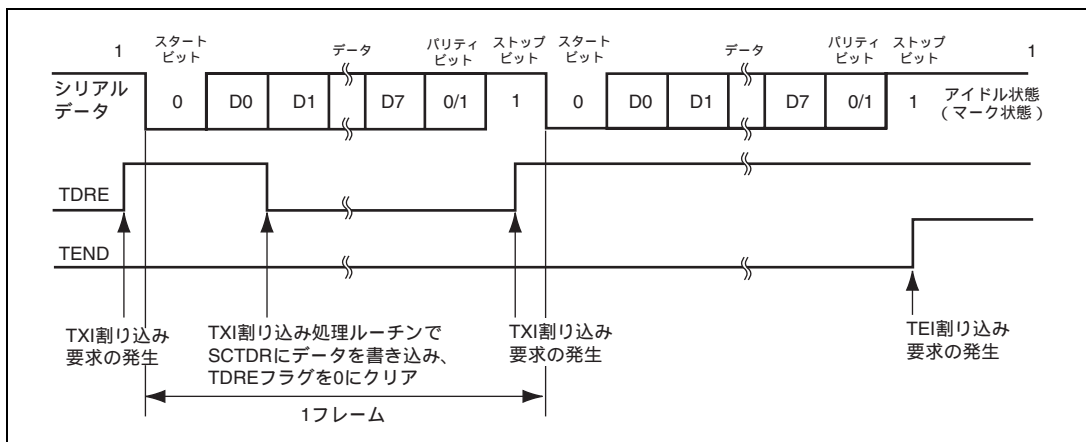 1 スタート ビット データ パリティ ビット ストップ ビット スタート ビット データ パリティ ビット ストップ ビット 1
シリアル データ 0 D0 D1 D7 0/1 1 0 D0 D1 D7 0/1 1 アイドル状態 (マーク状態)
TDRE
TEND
TXI割り込み
要求の発生
TXI割り込み処理ルーチンで
SCTDRにデータを書き込み、
TDREフラグを0にクリア
TXI割り込み
要求の発生
TEI割り込み
要求の発生
1フレーム